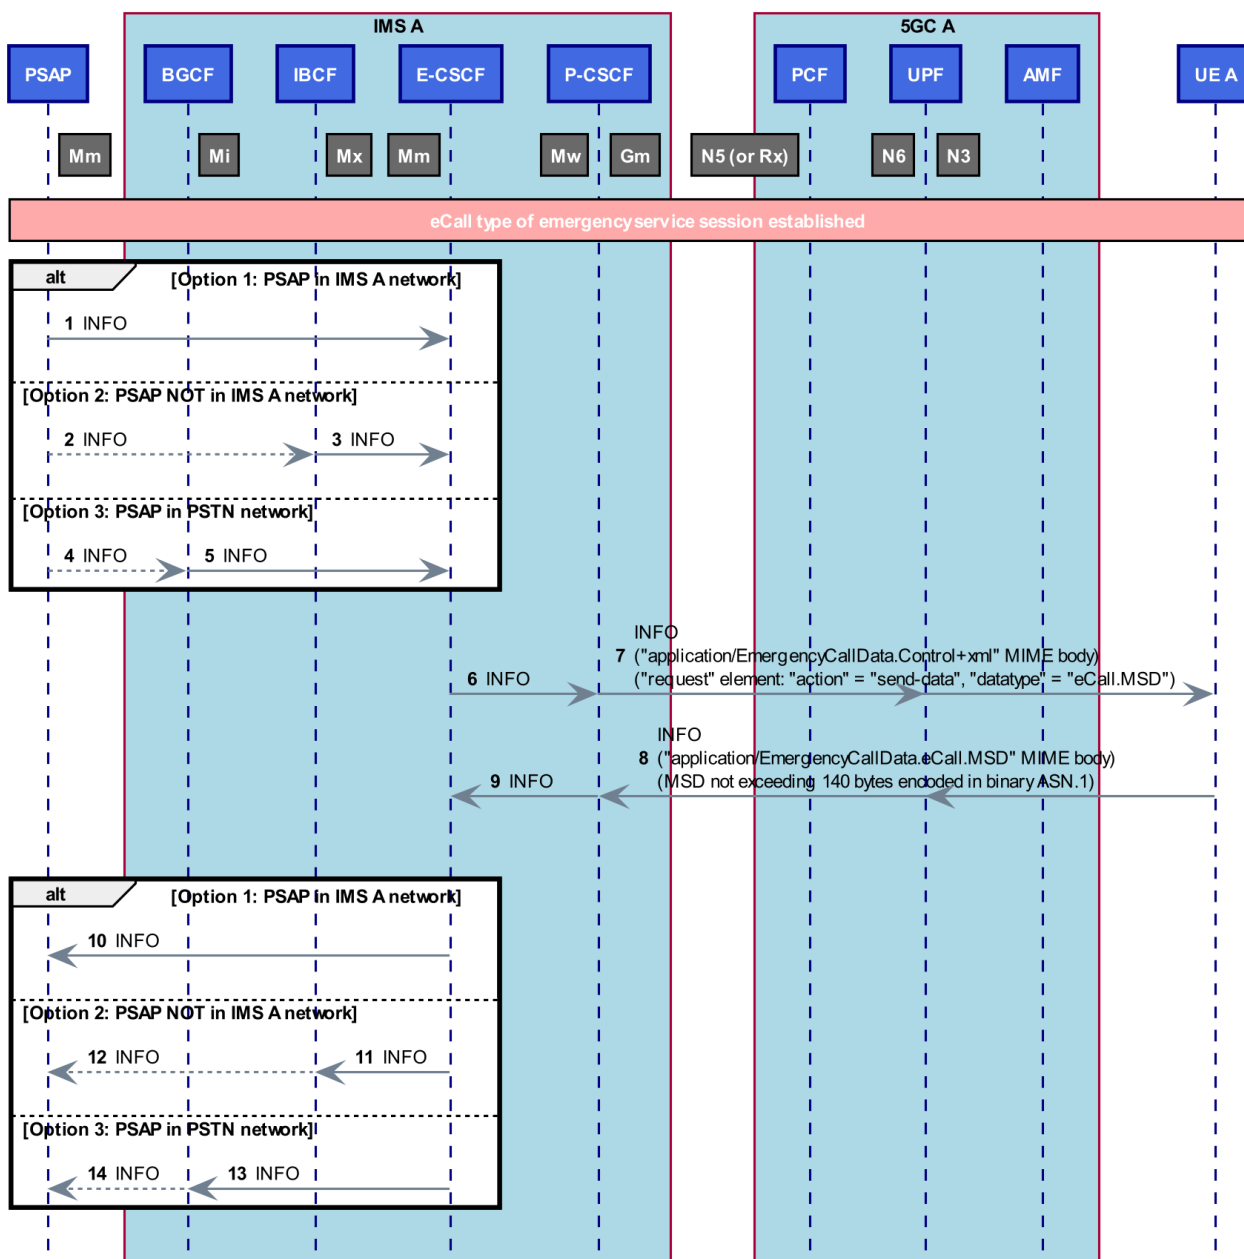 IMS A
5GC A
PSAP
BGCF
IBCF
E-CSCF
P-CSCF
PCF
UPF
AMF
UE A
Mm
Mi
Mx
Mm
Mw
Gm
N5 (or Rx)
N6
N3
eCall type of emergency service session established
alt
[Option 1: PSAP in IMS A network]
1 INFO
[Option 2: PSAP NOT in IMS A network]
2 INFO
3 INFO
[Option 3: PSAP in PSTN network]
4 INFO
5 INFO
6 INFO
INFO
7 ("application/EmergencyCallData.Control+xml" MIME body)
("request" element: "action" = "send-data", "datatype" = "eCall.MSD")
INFO
8 ("application/EmergencyCallData.eCall.MSD" MIME body)
(MSD not exceeding 140 bytes encoded in binary ASN.1)
9 INFO
alt
[Option 1: PSAP in IMS A network]
10 INFO
[Option 2: PSAP NOT in IMS A network]
12 INFO
11 INFO
[Option 3: PSAP in PSTN network]
14 INFO
13 INFO